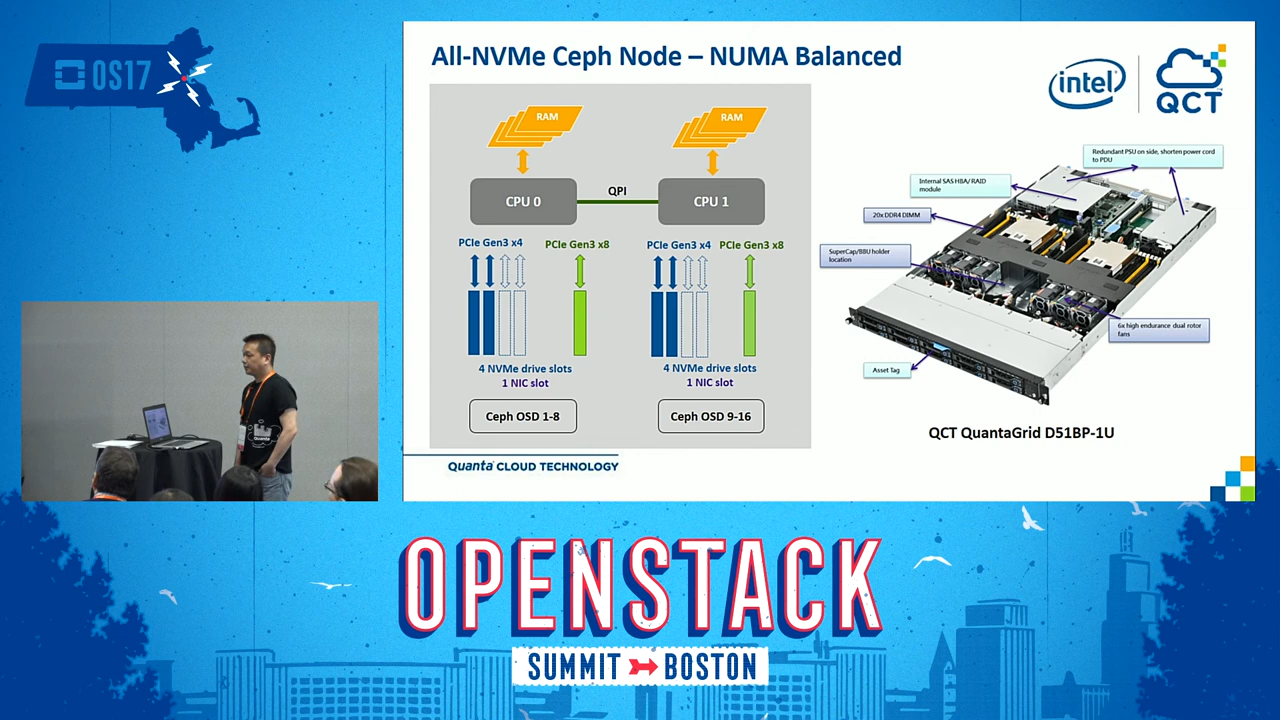 OS17
All-NVMe Ceph Node – NUMA Balanced
intel
QCT
RAM
RAM
CPU 0
QPI
CPU 1
PCIe Gen3 x4
PCIe Gen3 x8
PCIe Gen3 x4
PCIe Gen3 x8
4 NVMe drive slots
1 NIC slot
4 NVMe drive slots
1 NIC slot
Ceph OSD 1-8
Ceph OSD 9-16
Redundant PSU on side, shorten power cord
to PDU
Internal SAS HBA/ RAID
module
20x DDR4 DIMM
SuperCap/BBU holder
location
6x high endurance dual rotor
fans
Asset Tag
QCT QuantaGrid D51BP-1U
Quanta CLOUD TECHNOLOGY
Quanta
OPENSTACK
SUMMIT BOSTON